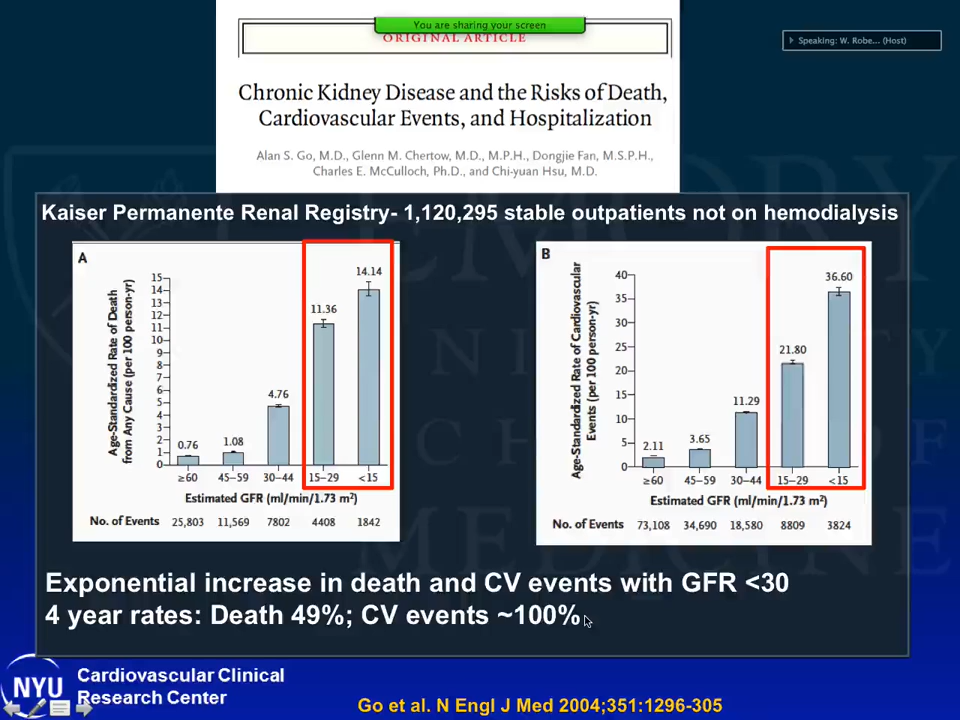 You are sharing your screen
Speaking: W. Robe... (Host)
ORIGINAL ARTICLE
Chronic Kidney Disease and the Risks of Death,
Cardiovascular Events, and Hospitalization
Alan S. Go, M.D., Glenn M. Chertow, M.D., M.P.H., Dongjie Fan, M.S.P.H.,
Charles E. McCulloch, Ph.D., and Chi-yuan Hsu, M.D.
Kaiser Permanente Renal Registry- 1,120,295 stable outpatients not on hemodialysis
A
Age-Standardized Rate of Death
from Any Cause (per 100 person-yr)
15
14
13
12
11
10
9
8
7
6
5
4
3
2
1
0
0.76
1.08
4.76
11.36
14.14
≥60 45–59 30–44 15–29 <15
Estimated GFR (ml/min/1.73 m²)
No. of Events 25,803 11,569 7802 4408 1842
B
Age-Standardized Rate of Cardiovascular
Events (per 100 person-yr)
40
35
30
25
20
15
10
5
0
2.11
3.65
11.29
21.80
36.60
≥60 45–59 30–44 15–29 <15
Estimated GFR (ml/min/1.73 m²)
No. of Events 73,108 34,690 18,580 8809 3824
Exponential increase in death and CV events with GFR <30
4 year rates: Death 49%; CV events ~100%
NYU
Cardiovascular Clinical
Research Center
Go et al. N Engl J Med 2004;351:1296-305